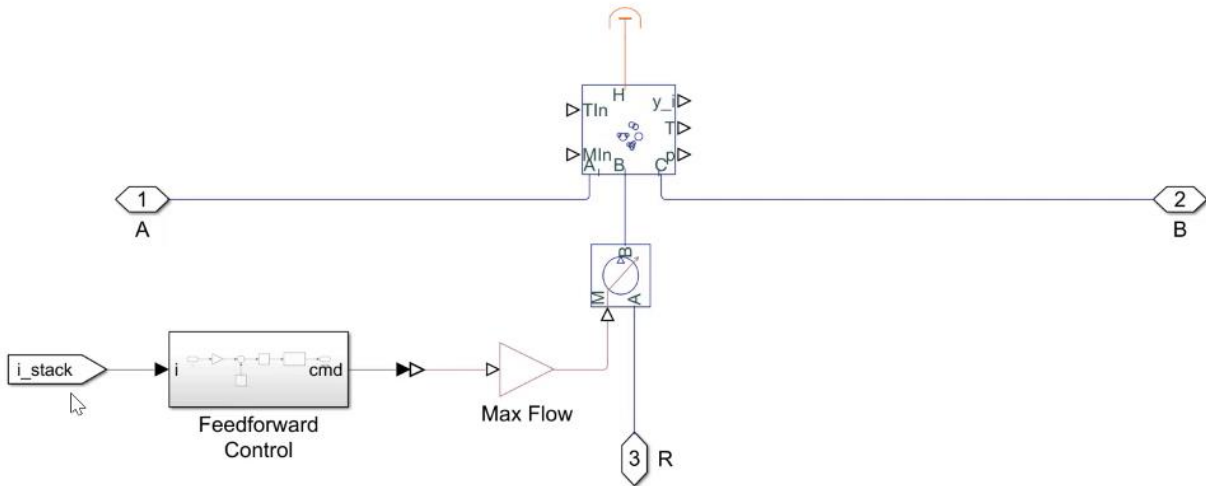 H
y_i
TIn
T
MIn
p
A
B
C
1
2
A
B
B
M
A
i_stack
i
cmd
Max Flow
Feedforward
Control
3
R